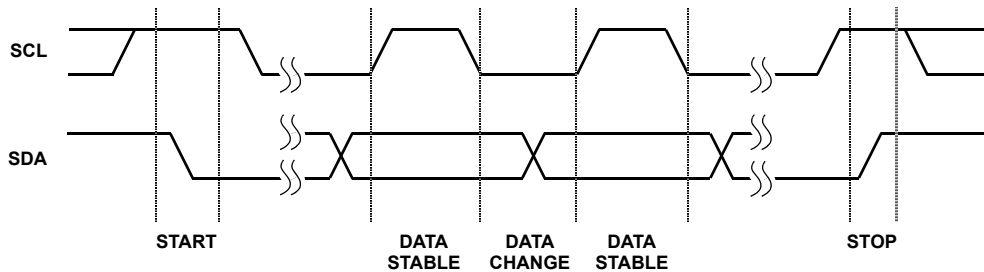 SCL
SDA
START
DATA
STABLE
DATA
CHANGE
DATA
STABLE
STOP